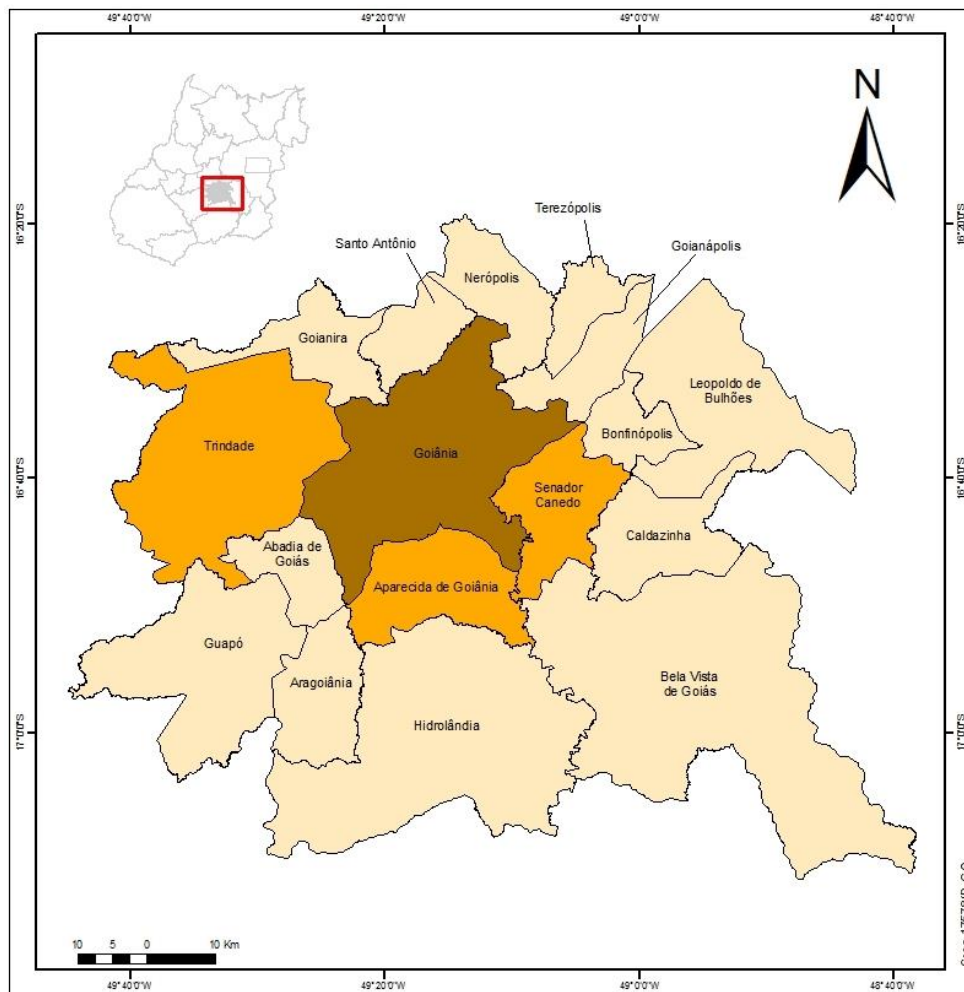 49°40'0"W
49°20'0"W
49°0'0"W
48°40'0"W
N
16°20'0"S
16°20'0"S
Terezópolis
Santo Antônio
Goianápolis
Nerópolis
Goianira
Leopoldo de
Bulhões
Trindade
Goiânia
Bonfinópolis
16°40'0"S
16°40'0"S
Senador
Canedo
Caldazinha
Abadia de
Goiás
Aparecida de Goiânia
Guapó
Aragoiânia
Bela Vista
de Goiás
Hidrolândia
17°0'0"S
17°0'0"S
10 5 0 10 Km
49°40'0"W
49°20'0"W
49°0'0"W
48°40'0"W